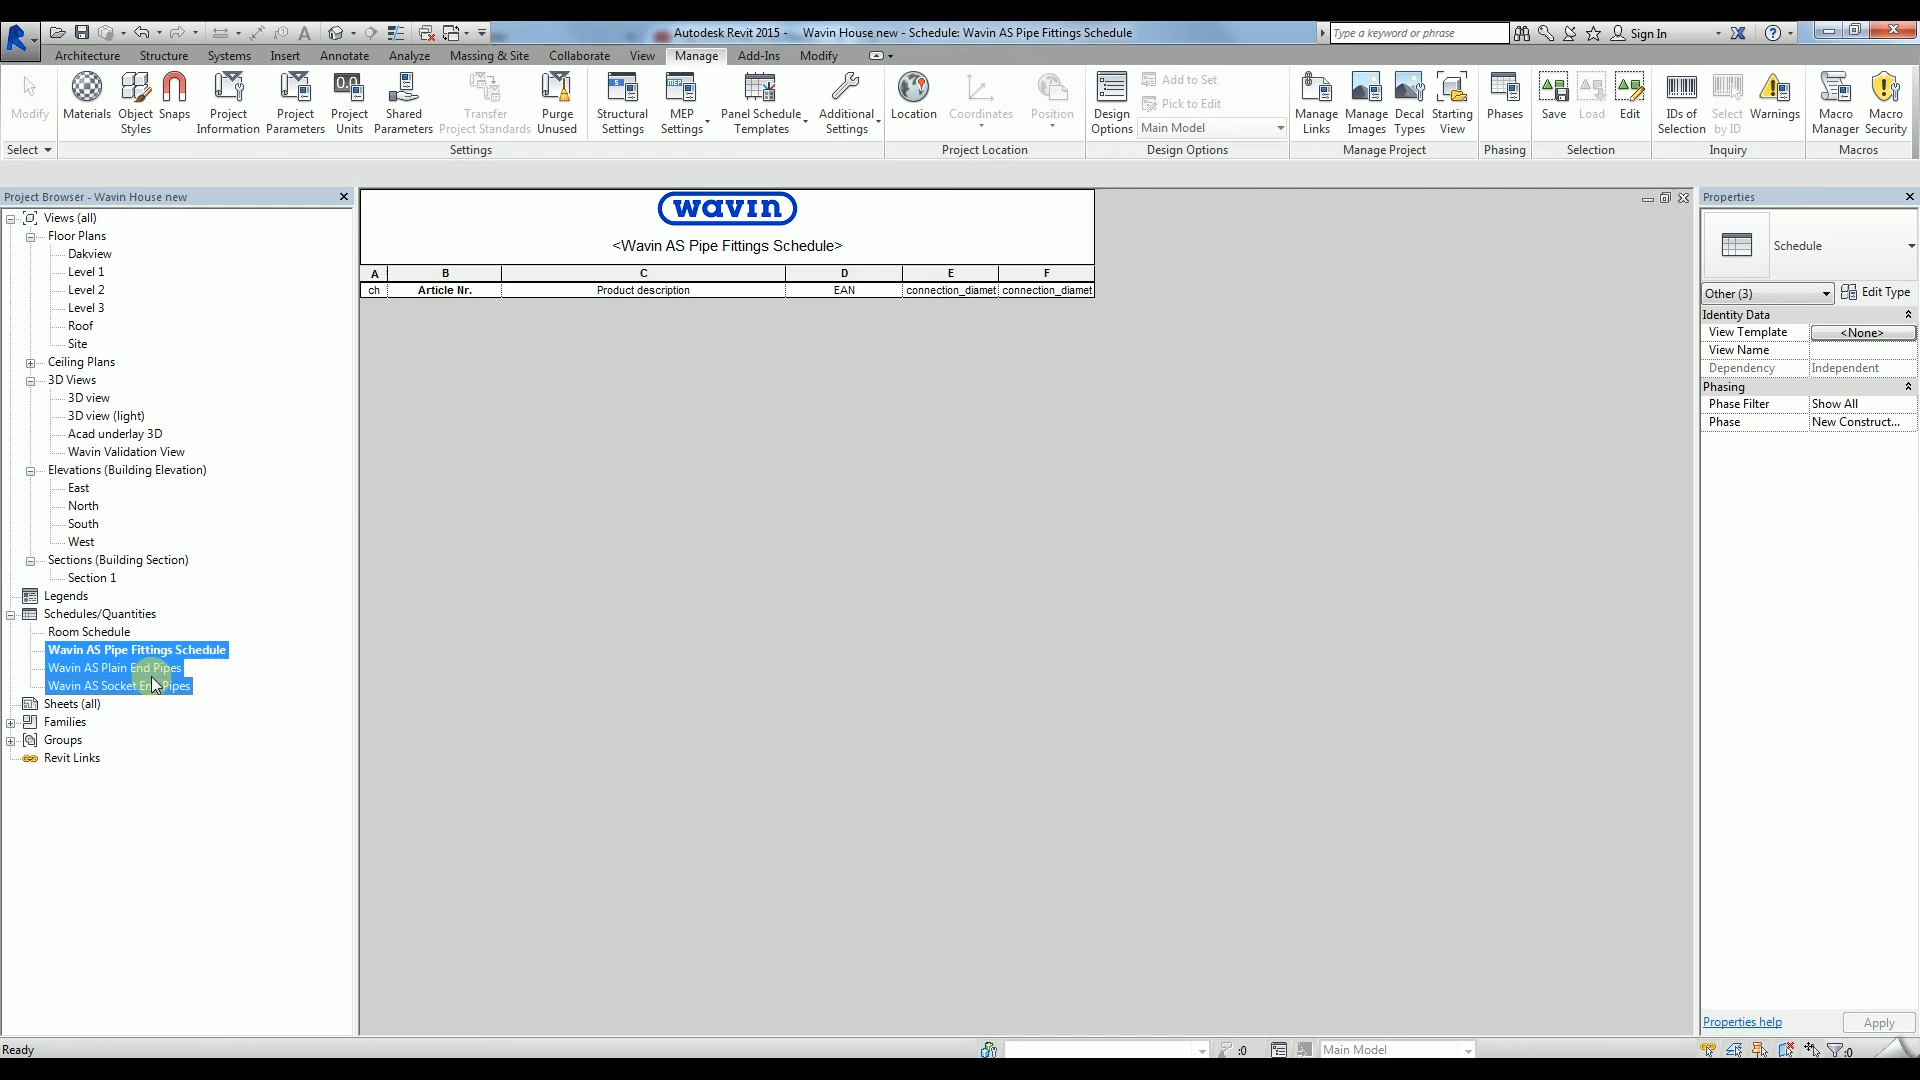 Autodesk Revit 2015 - Wavin House new - Schedule: Wavin AS Pipe Fittings Schedule
Type a keyword or phrase
Sign In
Architecture Structure Systems Insert Annotate Analyze Massing & Site Collaborate View Manage Add-Ins Modify
Modify
Materials
Object Styles
Snaps
Project Information
Project Parameters
Project Units
Shared Parameters
Transfer Project Standards
Purge Unused
Structural Settings
MEP Settings
Panel Schedule Templates
Additional Settings
Location
Coordinates
Position
Design Options
Add to Set
Pick to Edit
Main Model
Manage Links
Manage Images
Decal Types
Starting View
Phases
Save
Load
Edit
IDs of Selection
Select by ID
Warnings
Macro Manager
Macro Security
Select
Settings
Project Location
Design Options
Manage Project
Phasing
Selection
Inquiry
Macros
Project Browser - Wavin House new
Views (all)
Floor Plans
Dakview
Level 1
Level 2
Level 3
Roof
Site
Ceiling Plans
3D Views
3D view
3D view (light)
Acad underlay 3D
Wavin Validation View
Elevations (Building Elevation)
East
North
South
West
Sections (Building Section)
Section 1
Legends
Schedules/Quantities
Room Schedule
Wavin AS Pipe Fittings Schedule
Wavin AS Plain End Pipes
Wavin AS Socket End Pipes
Sheets (all)
Families
Groups
Revit Links
wavin
<Wavin AS Pipe Fittings Schedule>
A B C D E F
ch Article Nr. Product description EAN connection_diamet connection_diamet
Properties
Schedule
Other (3)
Edit Type
Identity Data
View Template <None>
View Name
Dependency Independent
Phasing
Phase Filter Show All
Phase New Construct...
Properties help
Apply
Ready
:0
Main Model
:0